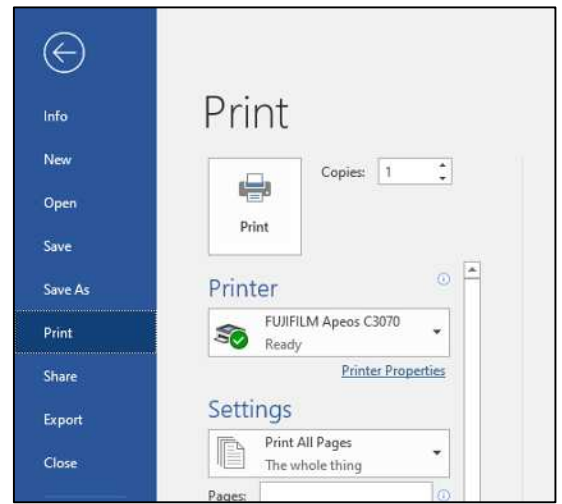 Info
New
Open
Save
Save As
Print
Share
Export
Close
Print
Copies: 1
Print
Printer
FUJIFILM Apeos C3070
Ready
Printer Properties
Settings
Print All Pages
The whole thing
Pages: